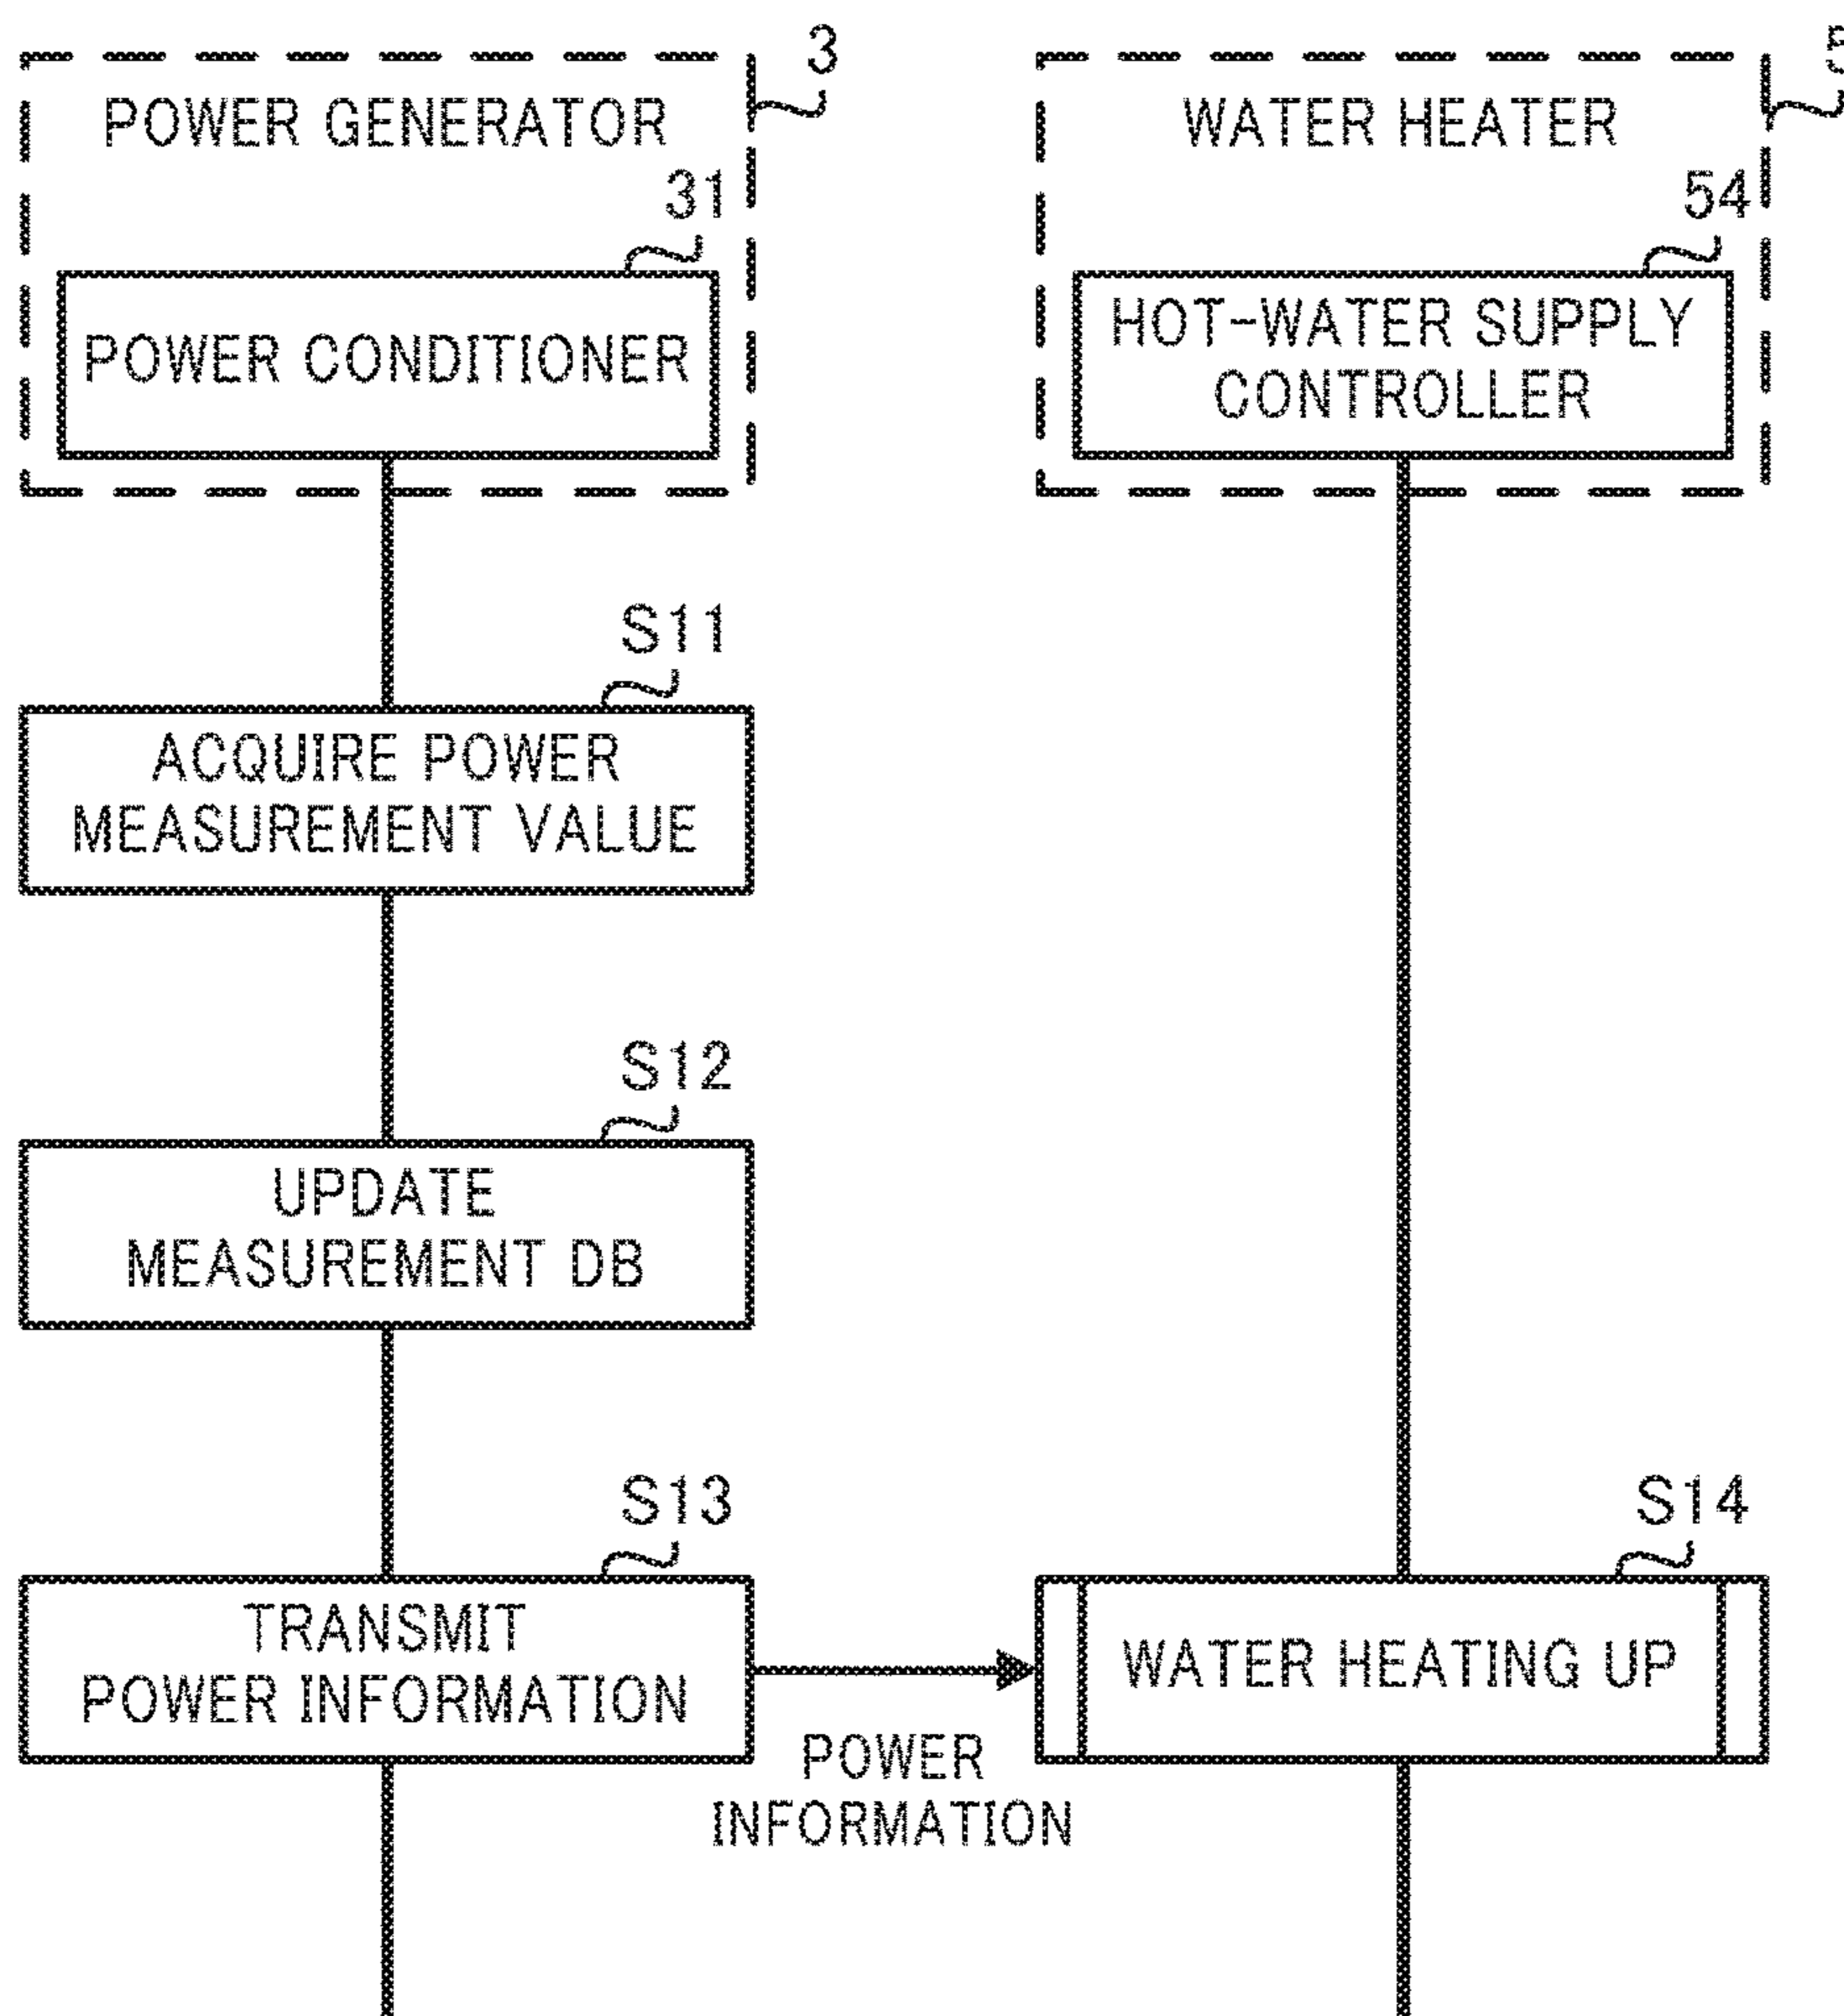 3
POWER GENERATOR
31
POWER CONDITIONER
WATER HEATER
54
HOT-WATER SUPPLY
CONTROLLER
S11
ACQUIRE POWER
MEASUREMENT VALUE
S12
UPDATE
MEASUREMENT DB
S13
TRANSMIT
POWER INFORMATION
POWER
INFORMATION
S14
WATER HEATING UP